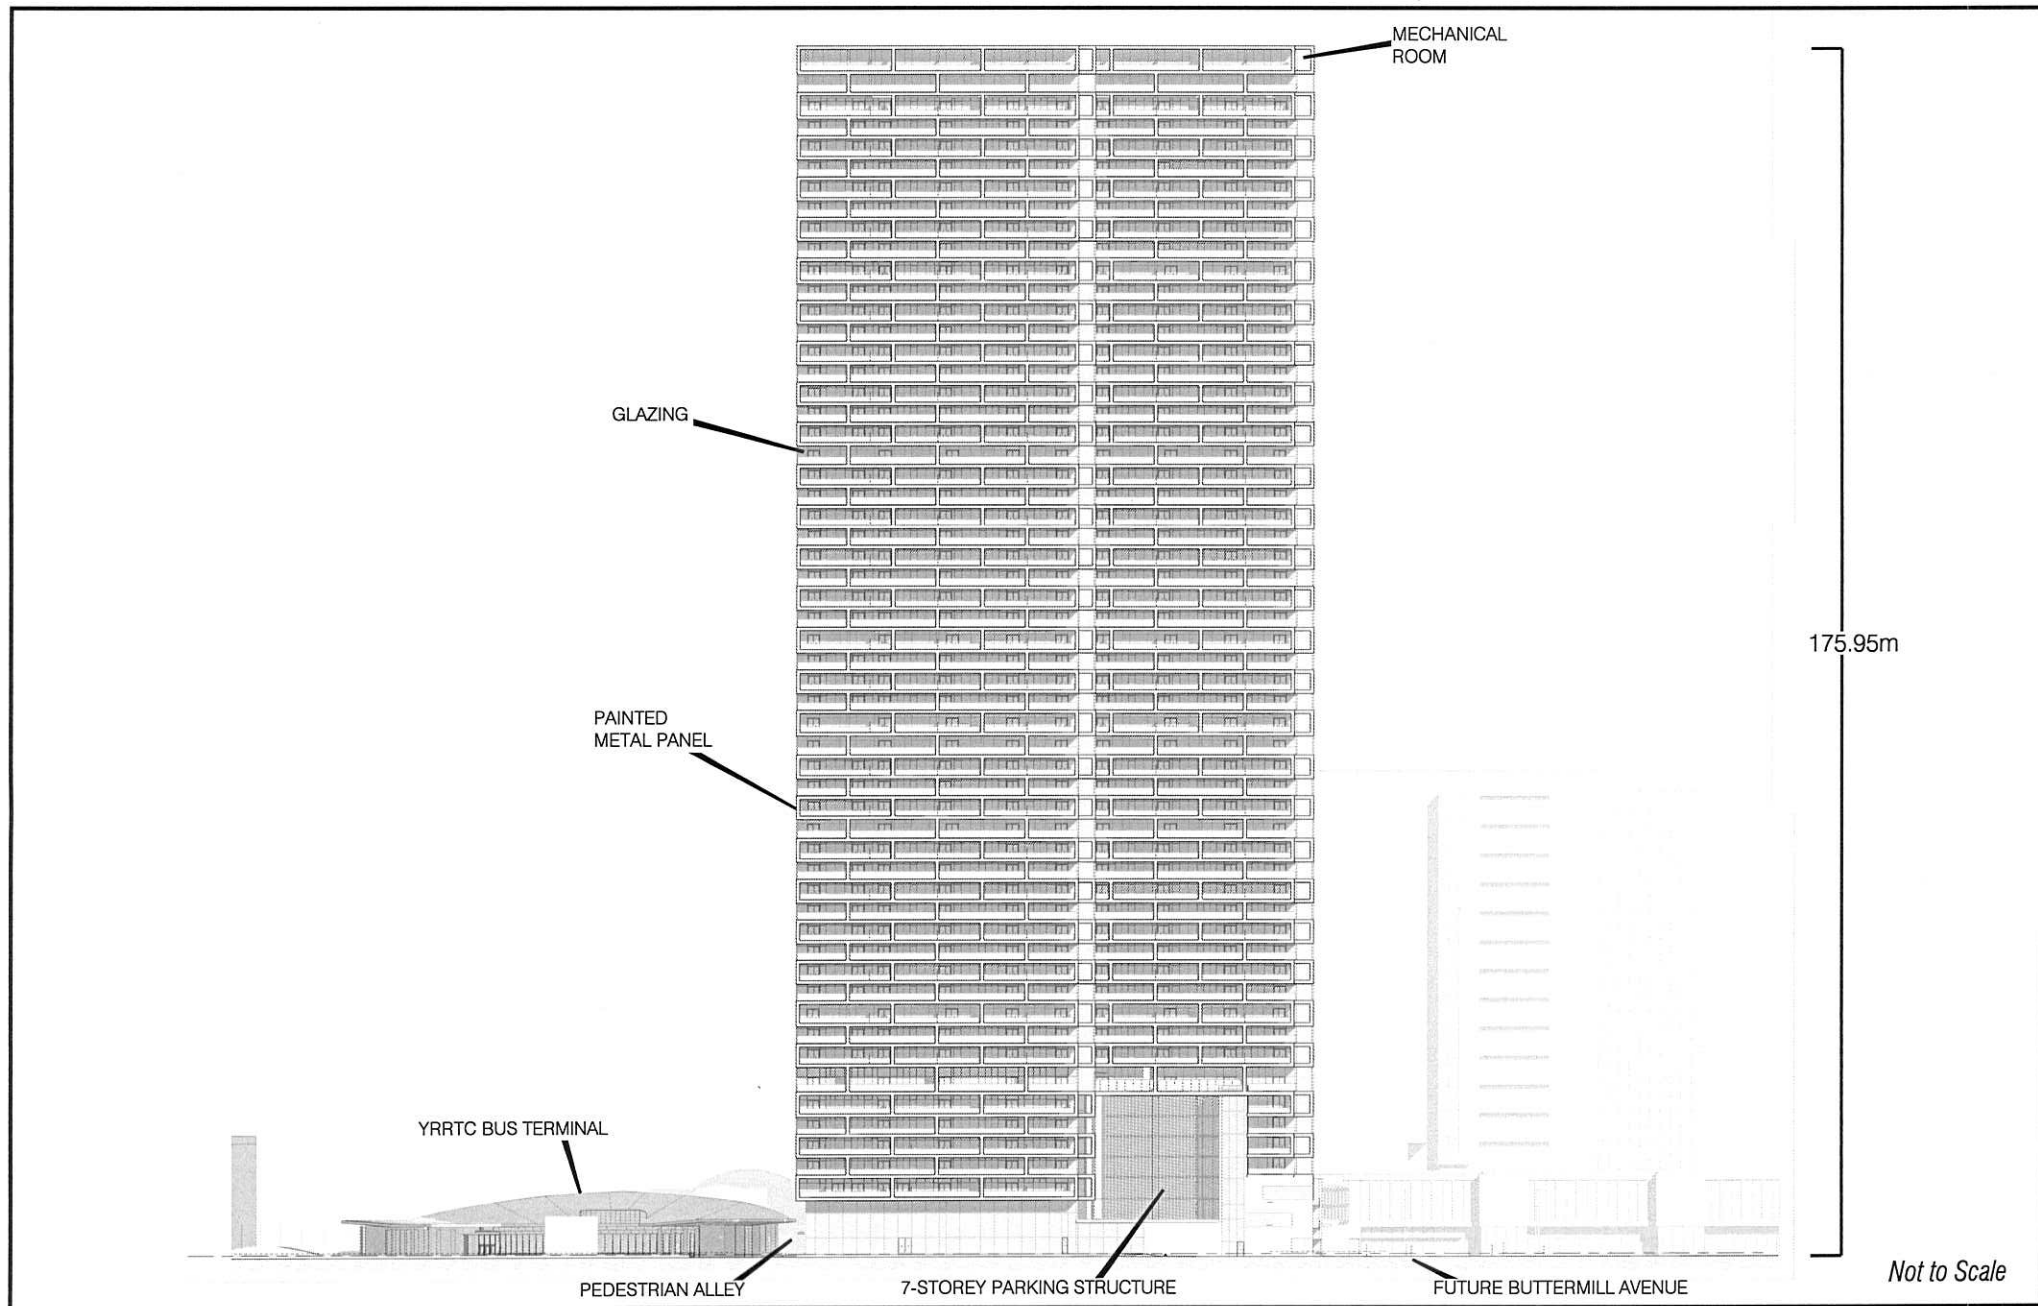 MECHANICAL
ROOM
GLAZING
175.95m
PAINTED
METAL PANEL
YRRTC BUS TERMINAL
PEDESTRIAN ALLEY
7-STOREY PARKING STRUCTURE
FUTURE BUTTERMILL AVENUE
Not to Scale